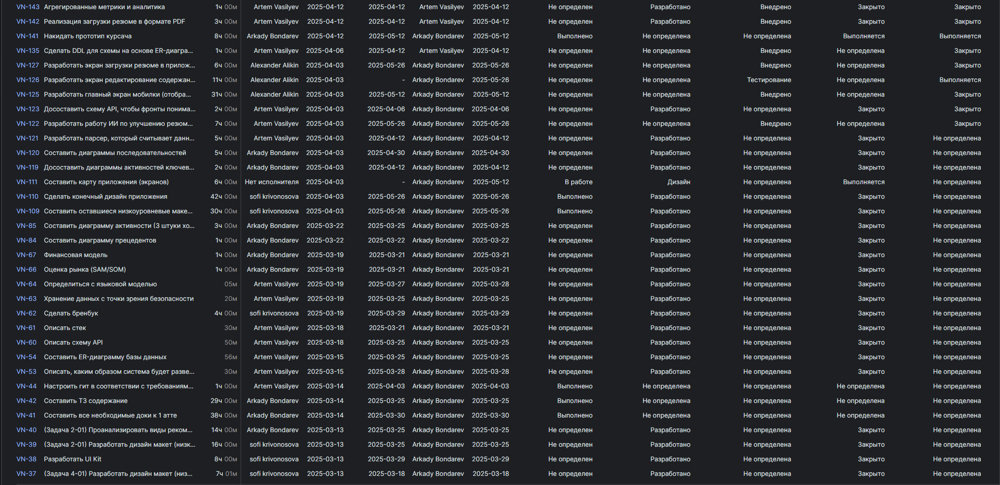 VN-143 Агрегированные метрики и аналитика 1ч 00м Artem Vasilyev 2025-04-12 2025-04-12 Artem Vasilyev 2025-04-12 Не определен Разработано Внедрено Закрыто Закрыто
VN-142 Реализация загрузки резюме в формате PDF 3ч 00м Artem Vasilyev 2025-04-12 2025-04-12 Artem Vasilyev 2025-04-12 Не определен Разработано Внедрено Закрыто Закрыто
VN-141 Накидать прототип курсача 8ч 00м Arkady Bondarev 2025-04-12 2025-05-12 Arkady Bondarev 2025-05-12 Выполнено Не определена Не определена Выполняется Выполняется
VN-135 Сделать DDL для схемы на основе ER-диагра... 1ч 00м Artem Vasilyev 2025-04-06 2025-04-12 Artem Vasilyev 2025-04-12 Не определен Не определена Внедрено Не определена Закрыто
VN-127 Разработать экран загрузки резюме в прилож... 6ч 00м Alexander Alikin 2025-04-03 2025-05-26 Arkady Bondarev 2025-05-26 Не определен Не определена Внедрено Не определена Закрыто
VN-126 Разработать экран редактирование содержан... 11ч 00м Alexander Alikin 2025-04-03 - Arkady Bondarev 2025-05-26 Не определен Не определена Тестирование Не определена Выполняется
VN-125 Разработать главный экран мобилки (отобра... 31ч 00м Alexander Alikin 2025-04-03 2025-05-12 Arkady Bondarev 2025-05-12 Не определен Не определена Внедрено Не определена Закрыто
VN-123 Досоставить схему API, чтобы фронты понима... 2ч 00м Artem Vasilyev 2025-04-03 2025-04-06 Arkady Bondarev 2025-04-06 Не определен Разработано Не определена Закрыто Закрыто
VN-122 Разработать работу ИИ по улучшению резюм... 7ч 00м Artem Vasilyev 2025-04-03 2025-05-26 Arkady Bondarev 2025-05-26 Не определен Не определена Внедрено Не определена Закрыто
VN-121 Разработать парсер, который считывает данн... 5ч 00м Artem Vasilyev 2025-04-03 2025-04-12 Arkady Bondarev 2025-04-12 Не определен Разработано Не определена Закрыто Не определена
VN-120 Составить диаграммы последовательностей 5ч 00м Arkady Bondarev 2025-04-03 2025-04-30 Arkady Bondarev 2025-04-30 Не определен Разработано Не определена Закрыто Не определена
VN-119 Досоставить диаграммы активностей ключев... 2ч 00м Arkady Bondarev 2025-04-03 2025-04-12 Arkady Bondarev 2025-04-12 Не определен Разработано Не определена Закрыто Не определена
VN-111 Составить карту приложения (экранов) 6ч 00м Нет исполнителя 2025-04-03 - Arkady Bondarev 2025-05-12 В работе Дизайн Не определена Выполняется Не определена
VN-110 Сделать конечный дизайн приложения 42ч 00м sofi krivonosova 2025-04-03 2025-05-26 Arkady Bondarev 2025-05-26 Выполнено Разработано Не определена Закрыто Не определена
VN-109 Составить оставшиеся низкоуровневые маке... 30ч 00м sofi krivonosova 2025-04-03 2025-05-26 Arkady Bondarev 2025-05-26 Выполнено Разработано Не определена Закрыто Не определена
VN-85 Составить диаграмму активности (3 штуки хо... 3ч 00м Arkady Bondarev 2025-03-22 2025-03-25 Arkady Bondarev 2025-03-25 Не определен Разработано Не определена Закрыто Не определена
VN-84 Составить диаграмму прецедентов 1ч 00м Arkady Bondarev 2025-03-22 2025-03-22 Arkady Bondarev 2025-03-22 Не определен Разработано Не определена Закрыто Не определена
VN-67 Финансовая модель 1ч 00м Arkady Bondarev 2025-03-19 2025-03-21 Arkady Bondarev 2025-03-21 Не определен Разработано Не определена Закрыто Не определена
VN-66 Оценка рынка (SAM/SOM) 1ч 00м Arkady Bondarev 2025-03-19 2025-03-21 Arkady Bondarev 2025-03-21 Не определен Разработано Не определена Закрыто Не определена
VN-64 Определиться с языковой моделью 05м Artem Vasilyev 2025-03-19 2025-03-27 Arkady Bondarev 2025-03-28 Не определен Разработано Не определена Закрыто Не определена
VN-63 Хранение данных с точки зрения безопасности 20м Artem Vasilyev 2025-03-19 2025-03-25 Arkady Bondarev 2025-03-25 Не определен Разработано Не определена Закрыто Не определена
VN-62 Сделать бренбук 4ч 00м sofi krivonosova 2025-03-19 2025-03-29 Arkady Bondarev 2025-03-29 Не определен Разработано Не определена Закрыто Не определена
VN-61 Описать стек 30м Artem Vasilyev 2025-03-18 2025-03-21 Arkady Bondarev 2025-03-21 Не определен Разработано Не определена Закрыто Не определена
VN-60 Описать схему API 50м Artem Vasilyev 2025-03-18 2025-03-25 Arkady Bondarev 2025-03-25 Не определен Разработано Не определена Закрыто Не определена
VN-54 Составить ER-диаграмму базы данных 56м Artem Vasilyev 2025-03-15 2025-03-25 Arkady Bondarev 2025-03-25 Не определен Разработано Не определена Закрыто Не определена
VN-53 Описать, каким образом система будет разве... 30м Artem Vasilyev 2025-03-15 2025-03-28 Arkady Bondarev 2025-03-28 Не определен Разработано Не определена Закрыто Не определена
VN-44 Настроить гит в соответствии с требованиям... 1ч 00м Artem Vasilyev 2025-03-14 2025-04-03 Arkady Bondarev 2025-04-03 Выполнено Не определена Не определена Не определена Не определена
VN-42 Составить ТЗ содержание 29ч 00м Arkady Bondarev 2025-03-14 2025-03-25 Arkady Bondarev 2025-03-25 Выполнено Не определена Не определена Не определена Не определена
VN-41 Составить все необходимые доки к 1 атте 38ч 00м Arkady Bondarev 2025-03-14 2025-03-30 Arkady Bondarev 2025-03-30 Выполнено Не определена Не определена Не определена Не определена
VN-40 (Задача 2-01) Проанализировать виды реком... 14ч 00м Arkady Bondarev 2025-03-13 2025-03-25 Arkady Bondarev 2025-03-25 Не определен Разработано Не определена Закрыто Не определена
VN-39 (Задача 2-01) Разработать дизайн макет (низк... 16ч 00м sofi krivonosova 2025-03-13 2025-03-25 Arkady Bondarev 2025-03-25 Не определен Разработано Не определена Закрыто Не определена
VN-38 Разработать UI Kit 8ч 00м sofi krivonosova 2025-03-13 2025-03-29 Arkady Bondarev 2025-03-29 Не определен Разработано Не определена Закрыто Не определена
VN-37 (Задача 4-01) Разработать дизайн макет (низ... 7ч 01м sofi krivonosova 2025-03-13 2025-03-18 Arkady Bondarev 2025-03-18 Не определен Разработано Не определена Закрыто Не определена